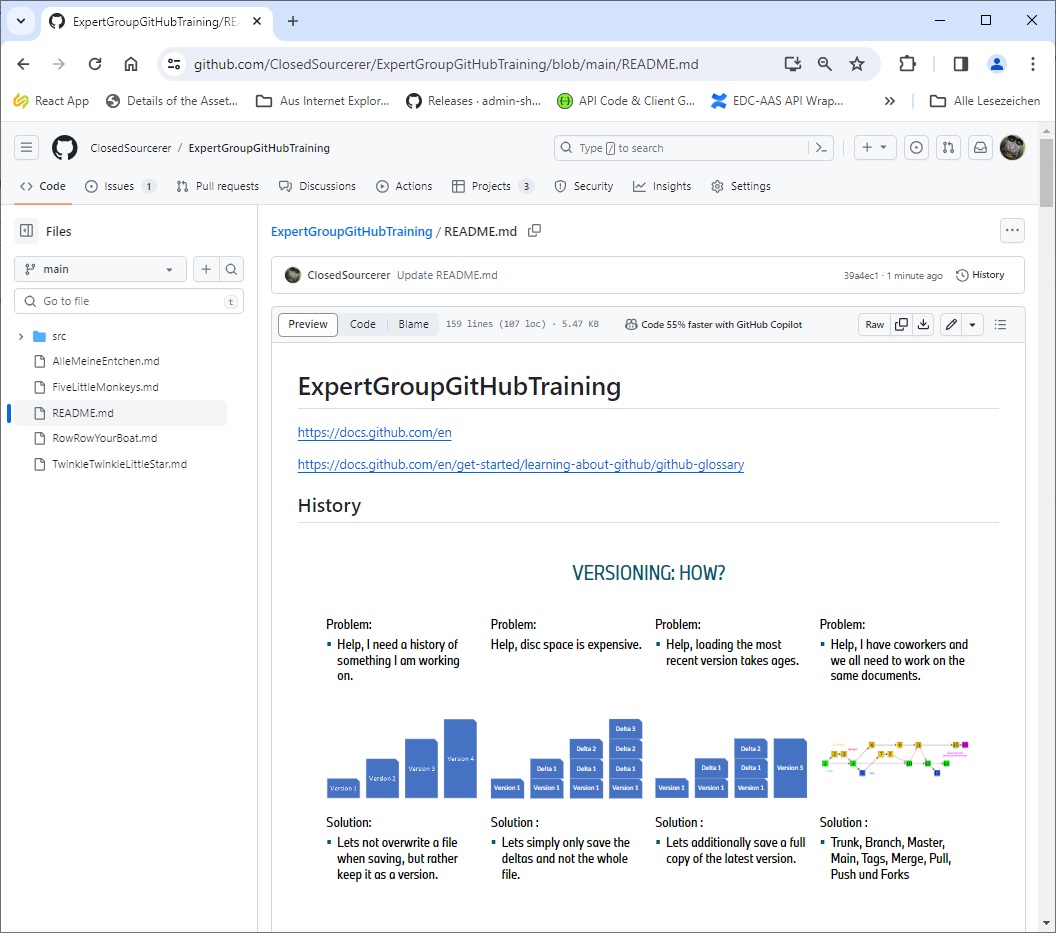 ExpertGroupGitHubTraining/RE
github.com/ClosedSourcerer/ExpertGroupGitHubTraining/blob/main/README.md
React App
Details of the Asset...
Aus Internet Explor...
Releases · admin-sh...
API Code & Client G...
EDC-AAS API Wrap...
»
Alle Lesezeichen
ClosedSourcerer / ExpertGroupGitHubTraining
Type / to search
Code
Issues 1
Pull requests
Discussions
Actions
Projects 3
Security
Insights
Settings
Files
ExpertGroupGitHubTraining / README.md
main
Go to file
t
src
AlleMeineEntchen.md
FiveLittleMonkeys.md
README.md
RowRowYourBoat.md
TwinkleTwinkleLittleStar.md
ClosedSourcerer Update README.md
39a4ec1 · 1 minute ago
History
Preview
Code
Blame
159 lines (107 loc) · 5.47 KB
Code 55% faster with GitHub Copilot
Raw
ExpertGroupGitHubTraining
https://docs.github.com/en
https://docs.github.com/en/get-started/learning-about-github/github-glossary
History
VERSIONING: HOW?
Problem:
Help, I need a history of
something I am working
on.
Version 1
Version 2
Version 3
Version 4
Solution:
Lets not overwrite a file
when saving, but rather
keep it as a version.
Problem:
Help, disc space is expensive.
Version 1
Delta 1
Version 1
Delta 2
Delta 1
Version 1
Delta 3
Delta 2
Delta 1
Version 1
Solution :
Lets simply only save the
deltas and not the whole
file.
Problem:
Help, loading the most
recent version takes ages.
Version 1
Delta 1
Version 1
Delta 2
Delta 1
Version 1
Version 3
Solution :
Lets additionally save a full
copy of the latest version.
Problem:
Help, I have coworkers and
we all need to work on the
same documents.
Solution :
Trunk, Branch, Master,
Main, Tags, Merge, Pull,
Push und Forks